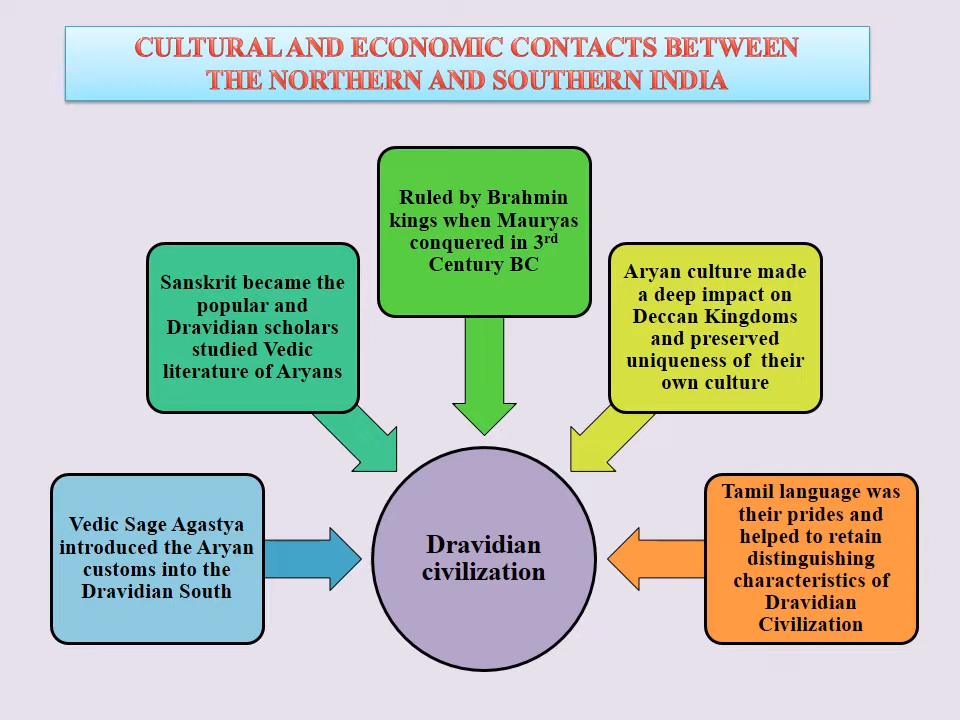 CULTURAL AND ECONOMIC CONTACTS BETWEEN
THE NORTHERN AND SOUTHERN INDIA
Ruled by Brahmin
kings when Mauryas
conquered in 3rd
Century BC
Sanskrit became the
popular and
Dravidian scholars
studied Vedic
literature of Aryans
Aryan culture made
a deep impact on
Deccan Kingdoms
and preserved
uniqueness of their
own culture
Vedic Sage Agastya
introduced the Aryan
customs into the
Dravidian South
Dravidian
civilization
Tamil language was
their prides and
helped to retain
distinguishing
characteristics of
Dravidian
Civilization